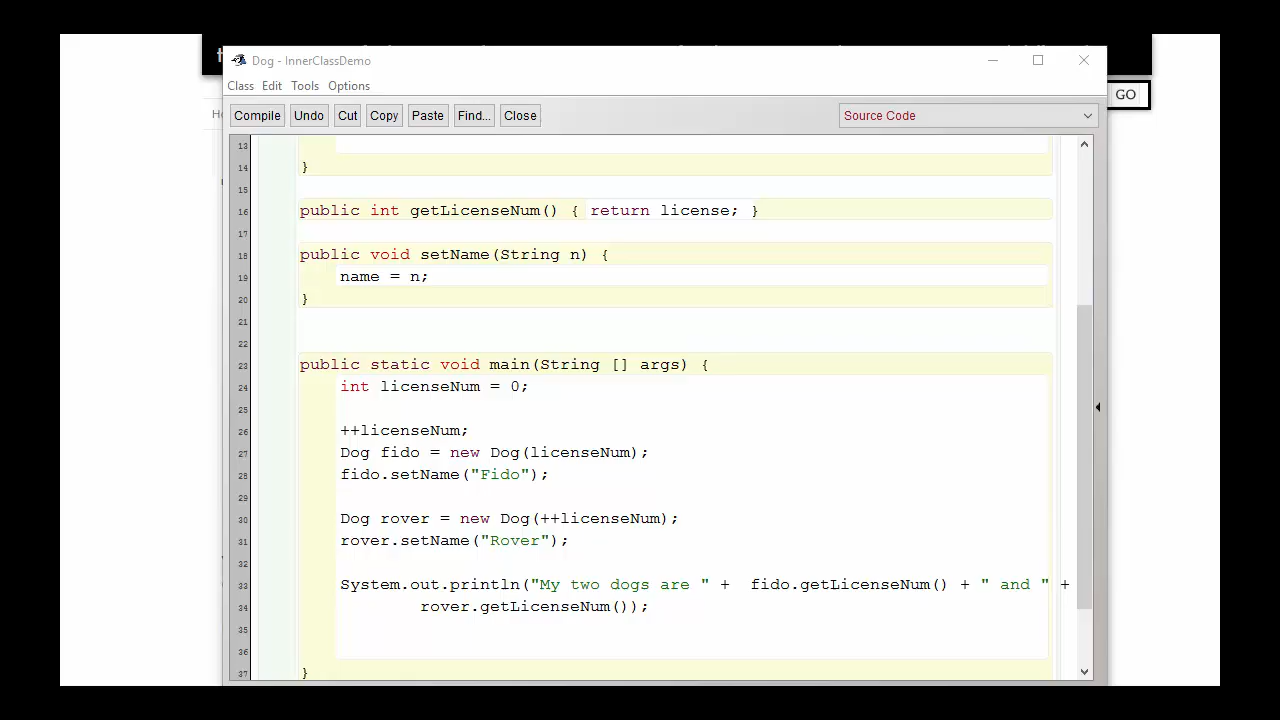 Dog - InnerClassDemo
Class Edit Tools Options
GO
Compile Undo Cut Copy Paste Find... Close Source Code
13
14 }
15
16 public int getLicenseNum() { return license; }
17
18 public void setName(String n) {
19 name = n;
20 }
21
22
23 public static void main(String [] args) {
24 int licenseNum = 0;
25
26 ++licenseNum;
27 Dog fido = new Dog(licenseNum);
28 fido.setName("Fido");
29
30 Dog rover = new Dog(++licenseNum);
31 rover.setName("Rover");
32
33 System.out.println("My two dogs are " + fido.getLicenseNum() + " and " +
34 rover.getLicenseNum());
35
36
37 }